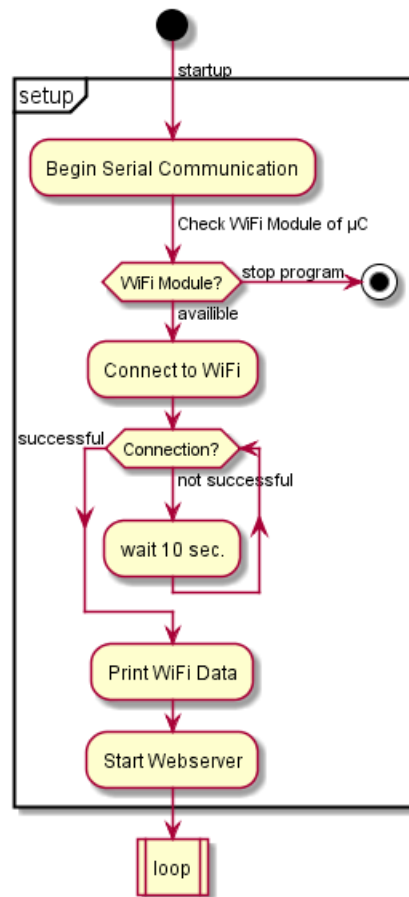 startup
setup
Begin Serial Communication
Check WiFi Module of µC
WiFi Module?
stop program
availible
Connect to WiFi
successful
Connection?
not successful
wait 10 sec.
Print WiFi Data
Start Webserver
loop